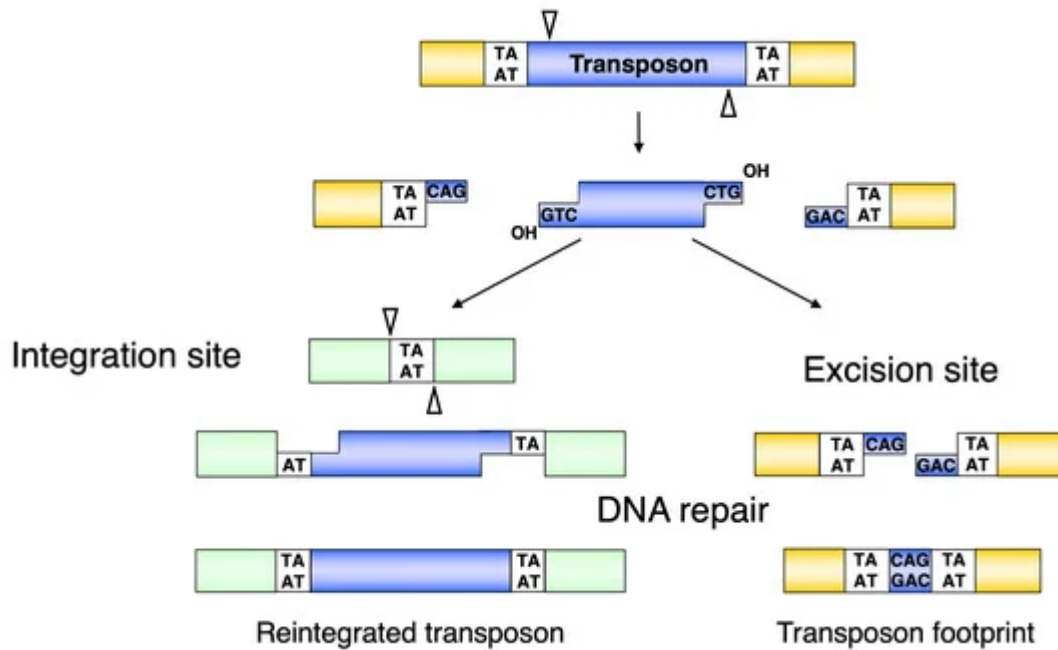 TA Transposon TA
AT AT
OH
TA CAG CTG TA
AT GTC GAC AT
OH
Integration site
TA
AT
Excision site
TA CAG TA
AT GAC AT
AT TA
DNA repair
TA TA
AT AT
TA CAG TA
AT GAC AT
Reintegrated transposon
Transposon footprint